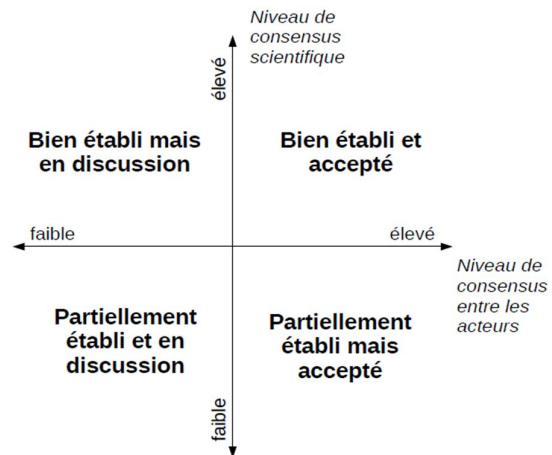 Niveau de
consensus
scientifique
élevé
Bien établi mais
en discussion
Bien établi et
accepté
faible
élevé
Niveau de
consensus
entre les
acteurs
Partiellement
établi et en
discussion
Partiellement
établi mais
accepté
faible